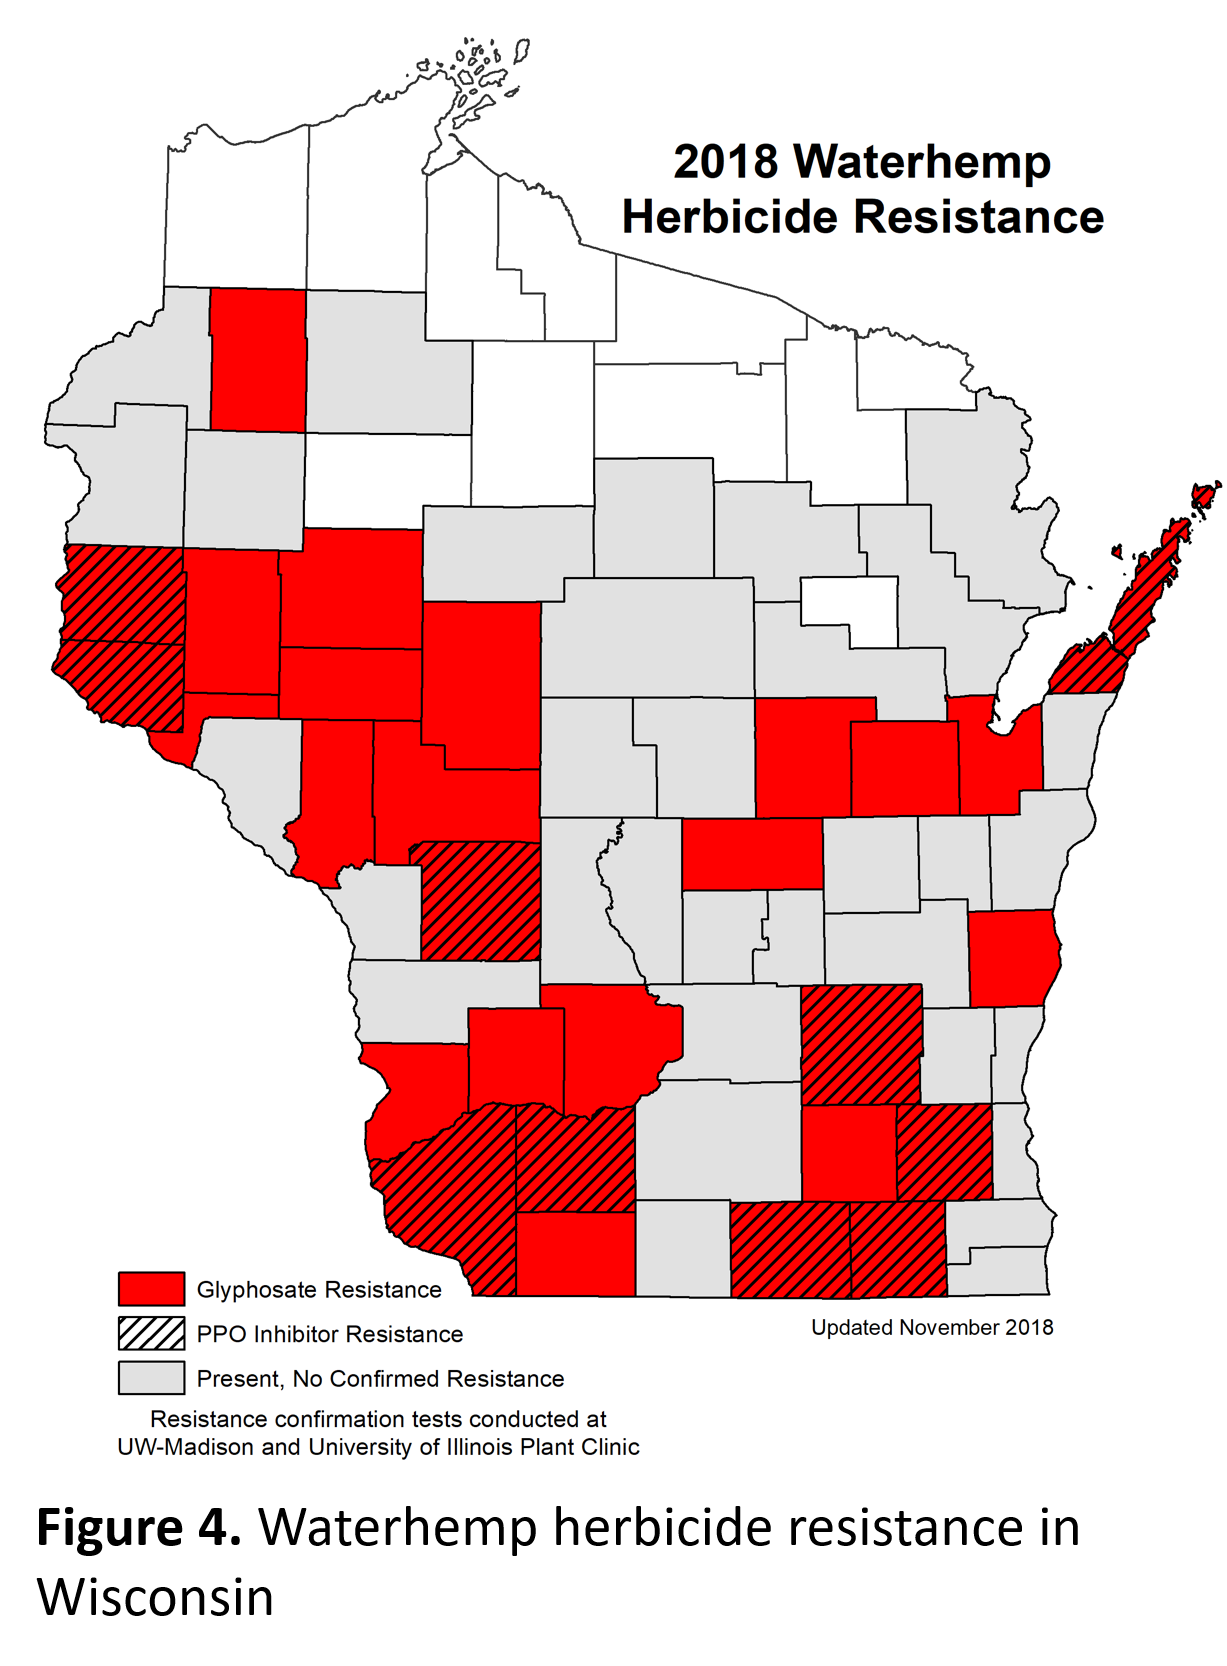 2018 Waterhemp
Herbicide Resistance
Glyphosate Resistance
PPO Inhibitor Resistance
Present, No Confirmed Resistance
Resistance confirmation tests conducted at
UW-Madison and University of Illinois Plant Clinic
Updated November 2018
Figure 4. Waterhemp herbicide resistance in
Wisconsin